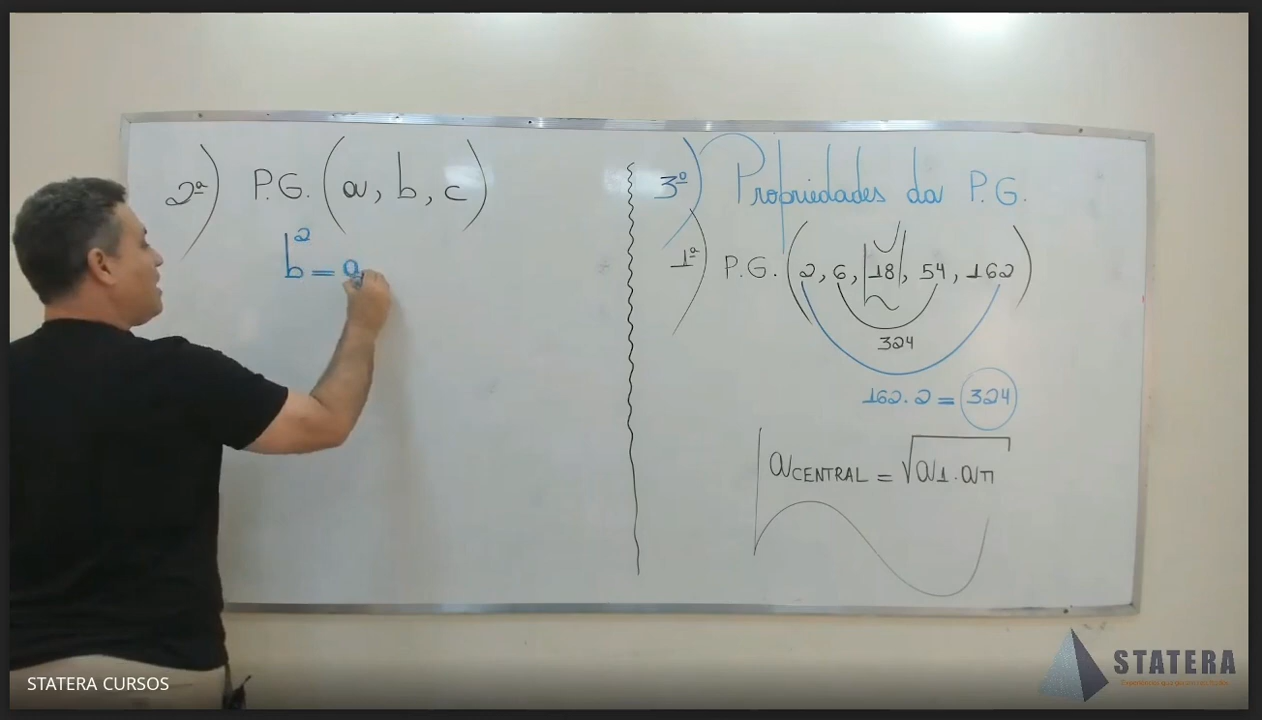 2ª) P.G. (a, b, c)
b² = a
3º) Propriedades da P.G.
1ª) P.G. (2, 6, 18, 54, 162)
324
162.2 = 324
aCENTRAL = √a1.an
STATERA CURSOS
STATERA